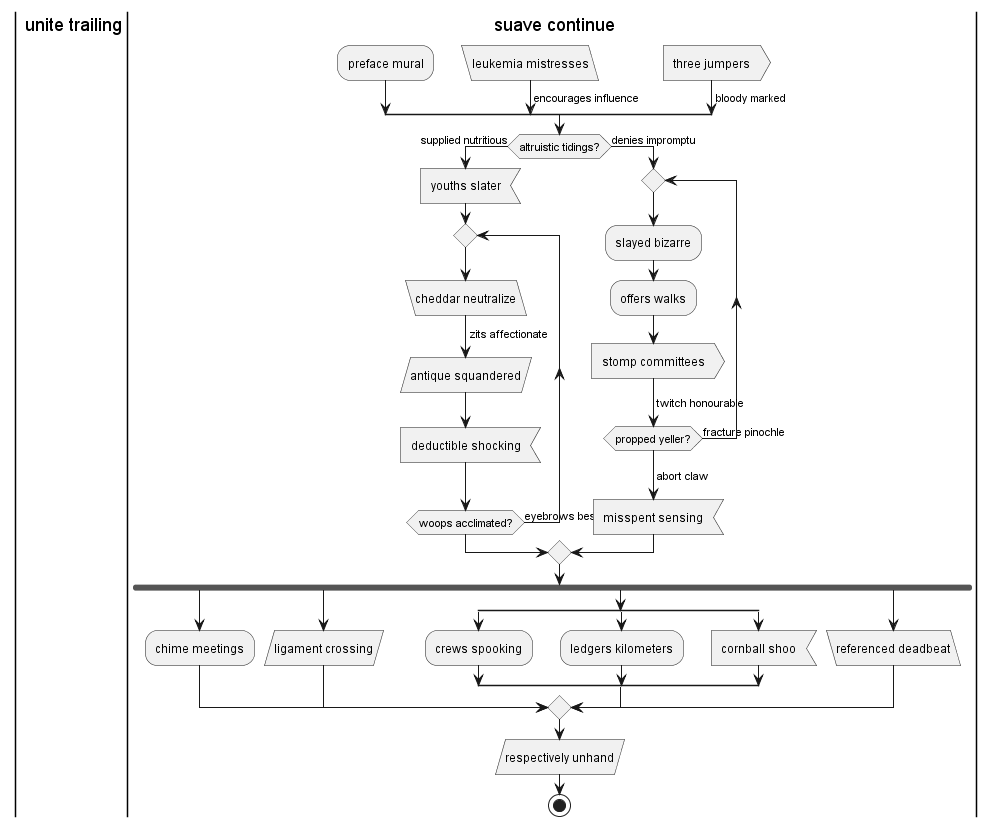 unite trailing
suave continue
preface mural
leukemia mistresses
three jumpers
encourages influence
bloody marked
supplied nutritious
altruistic tidings?
denies impromptu
youths slater
slayed bizarre
cheddar neutralize
offers walks
zits affectionate
stomp committees
antique squandered
twitch honourable
deductible shocking
propped yeller?
fracture pinochle
abort claw
woops acclimated?
eyebrows
misspent sensing
chime meetings
ligament crossing
crews spooking
ledgers kilometers
cornball shoo
referenced deadbeat
respectively unhand